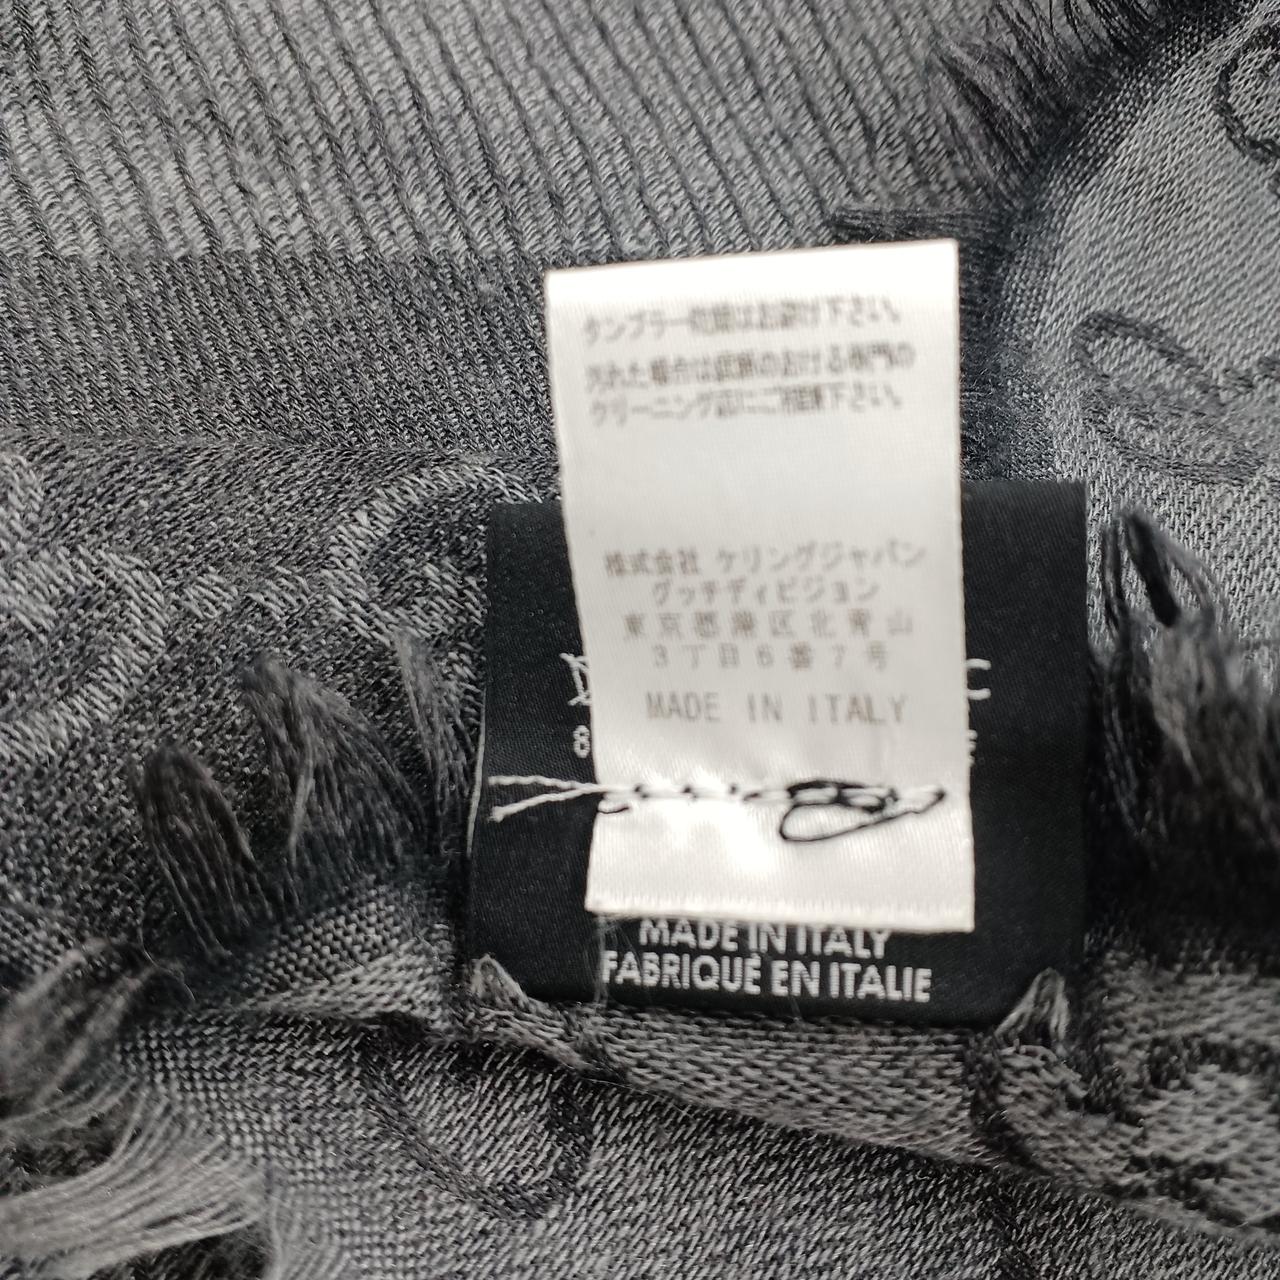 タンブラー乾燥はお避け下さい。
汚れた場合は信頼のおける専門の
クリーニング店にご相談下さい。
株式会社 ケリングジャパン
グッチディビジョン
東京都港区北青山
3丁目6番7号
MADE IN ITALY
8
C
MADE IN ITALY
FABRIQUÉ EN ITALIE